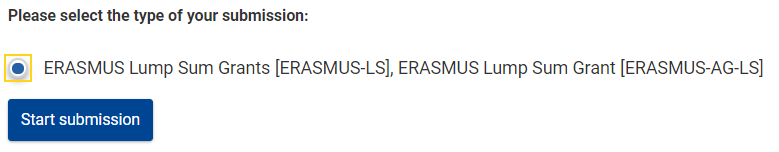 Please select the type of your submission:
ERASMUS Lump Sum Grants [ERASMUS-LS], ERASMUS Lump Sum Grant [ERASMUS-AG-LS]
Start submission